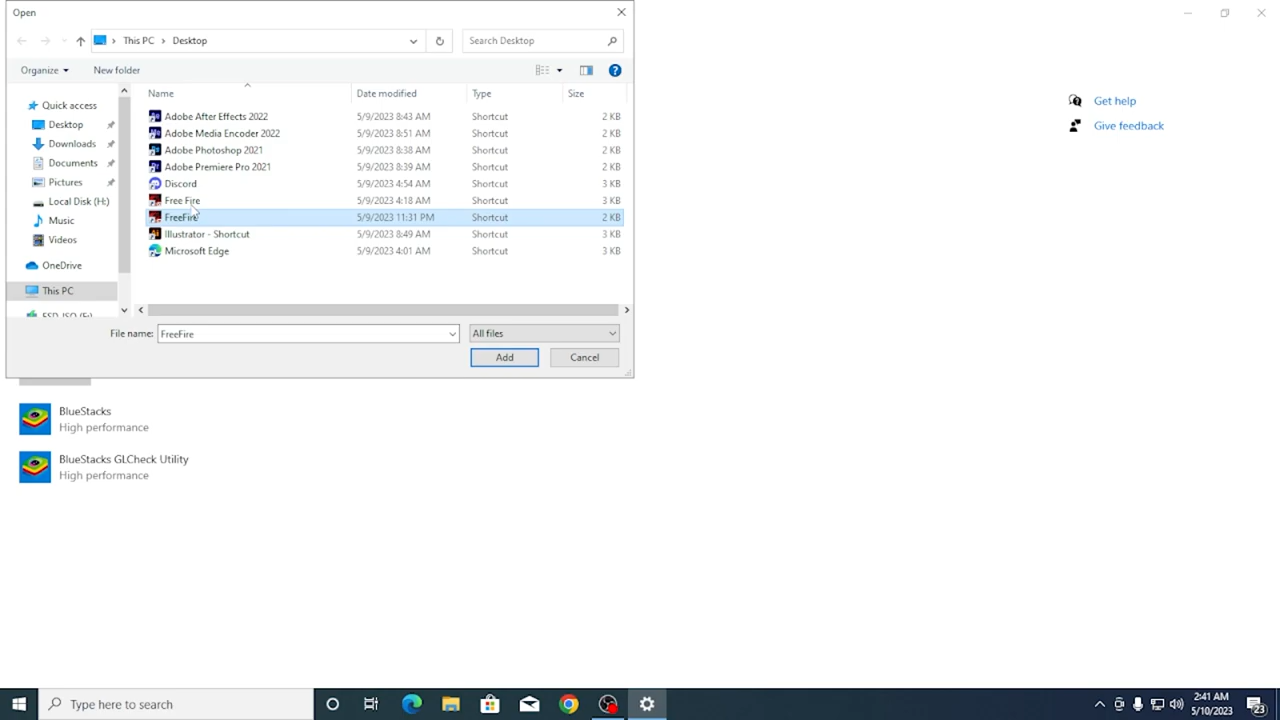 Open
This PC > Desktop
Search Desktop
Organize
New folder
Name Date modified Type Size
Quick access
Desktop
Downloads
Documents
Pictures
Local Disk (H:)
Music
Videos
OneDrive
This PC
Adobe After Effects 2022 5/9/2023 8:43 AM Shortcut 2 KB
Adobe Media Encoder 2022 5/9/2023 8:51 AM Shortcut 2 KB
Adobe Photoshop 2021 5/9/2023 8:38 AM Shortcut 2 KB
Adobe Premiere Pro 2021 5/9/2023 8:39 AM Shortcut 2 KB
Discord 5/9/2023 4:54 AM Shortcut 3 KB
Free Fire 5/9/2023 4:18 AM Shortcut 3 KB
FreeFire 5/9/2023 11:31 PM Shortcut 2 KB
Illustrator - Shortcut 5/9/2023 8:49 AM Shortcut 3 KB
Microsoft Edge 5/9/2023 4:01 AM Shortcut 3 KB
File name: FreeFire
All files
Add
Cancel
Get help
Give feedback
BlueStacks
High performance
BlueStacks GLCheck Utility
High performance
Type here to search
2:41 AM
5/10/2023
23